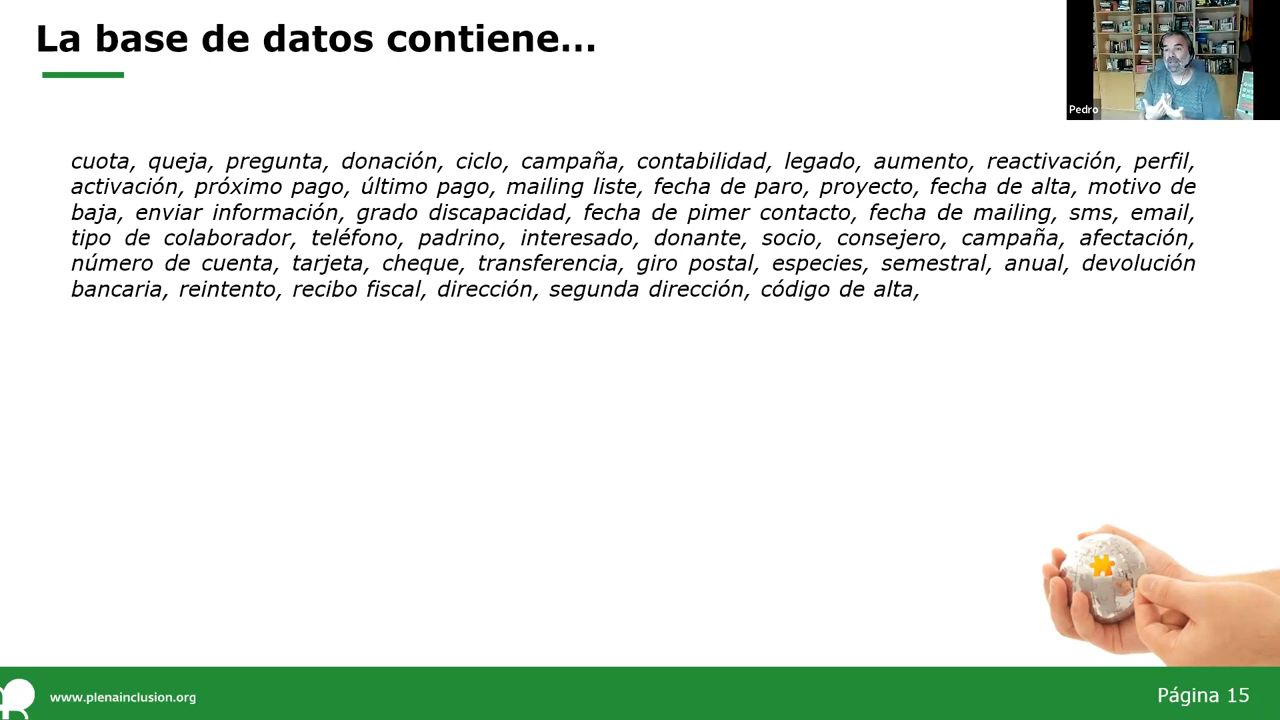 La base de datos contiene...
Pedro
cuota, queja, pregunta, donación, ciclo, campaña, contabilidad, legado, aumento, reactivación, perfil,
activación, próximo pago, último pago, mailing liste, fecha de paro, proyecto, fecha de alta, motivo de
baja, enviar información, grado discapacidad, fecha de pimer contacto, fecha de mailing, sms, email,
tipo de colaborador, teléfono, padrino, interesado, donante, socio, consejero, campaña, afectación,
número de cuenta, tarjeta, cheque, transferencia, giro postal, especies, semestral, anual, devolución
bancaria, reintento, recibo fiscal, dirección, segunda dirección, código de alta,
www.plenainclusion.org
Página 15